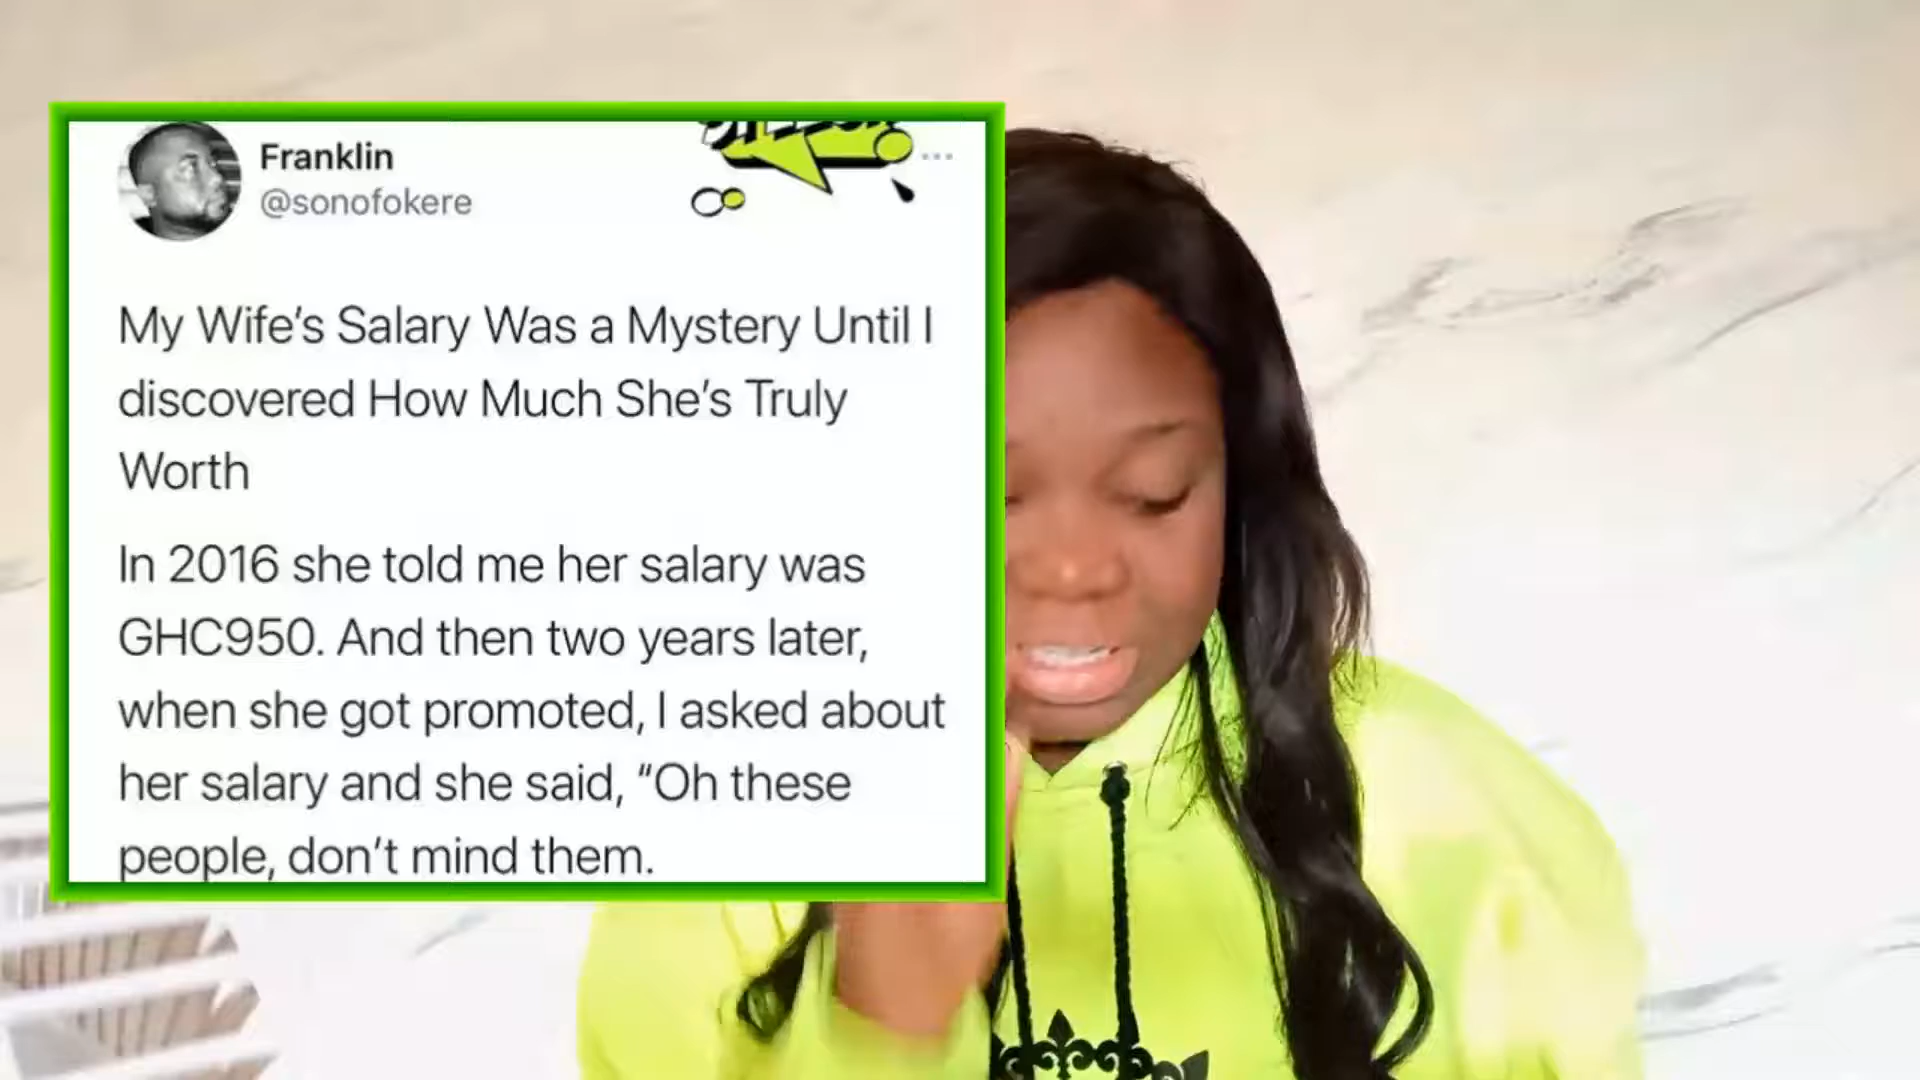 Franklin
@sonofokere
My Wife's Salary Was a Mystery Until I
discovered How Much She's Truly
Worth
In 2016 she told me her salary was
GHC950. And then two years later,
when she got promoted, I asked about
her salary and she said, "Oh these
people, don't mind them.